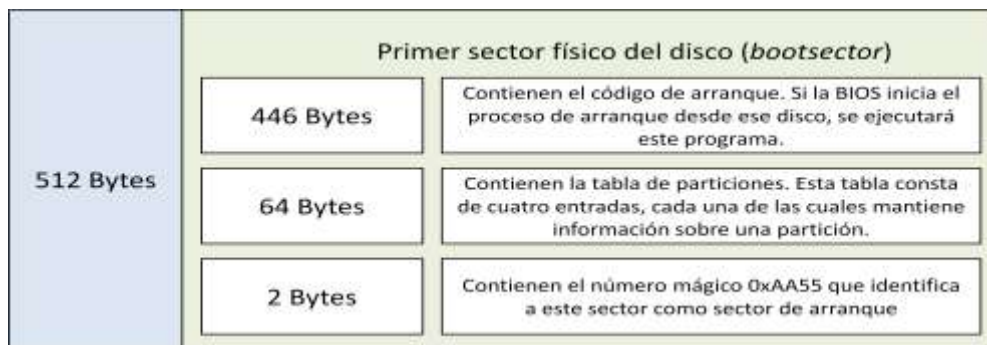 Primer sector físico del disco (bootsector)
512 Bytes
446 Bytes
Contienen el código de arranque. Si la BIOS inicia el
proceso de arranque desde ese disco, se ejecutará
este programa.
64 Bytes
Contienen la tabla de particiones. Esta tabla consta
de cuatro entradas, cada una de las cuales mantiene
información sobre una partición.
2 Bytes
Contienen el número mágico 0xAA55 que identifica
a este sector como sector de arranque